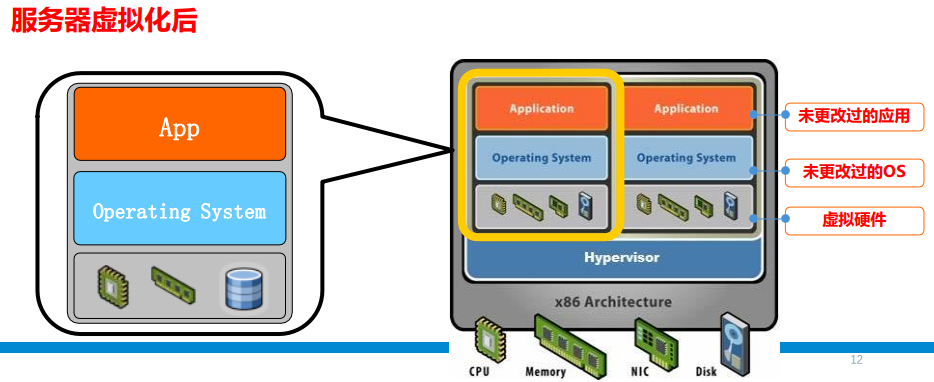 服务器虚拟化后
App
Operating System
Application
Application
Operating System
Operating System
Hypervisor
x86 Architecture
CPU
Memory
NIC
Disk
未更改过的应用
未更改过的OS
虚拟硬件
12